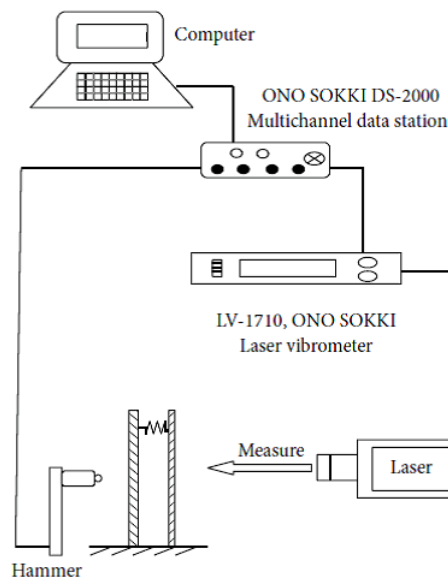 Computer
ONO SOKKI DS-2000
Multichannel data station
LV-1710, ONO SOKKI
Laser vibrometer
Measure
Laser
Hammer